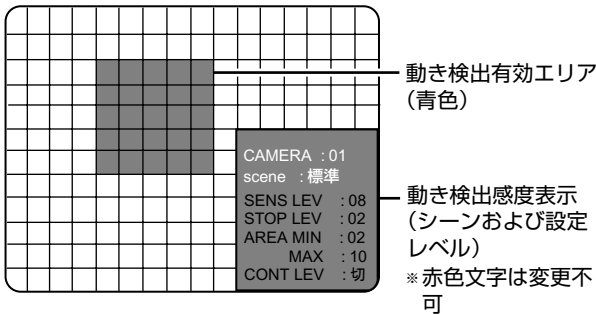 動き検出有効エリア
（青色）
CAMERA : 01
scene : 標準
SENS LEV : 08
STOP LEV : 02
AREA MIN : 02
MAX : 10
CONT LEV : 切
動き検出感度表示
（シーンおよび設定
レベル）
※赤色文字は変更不
可